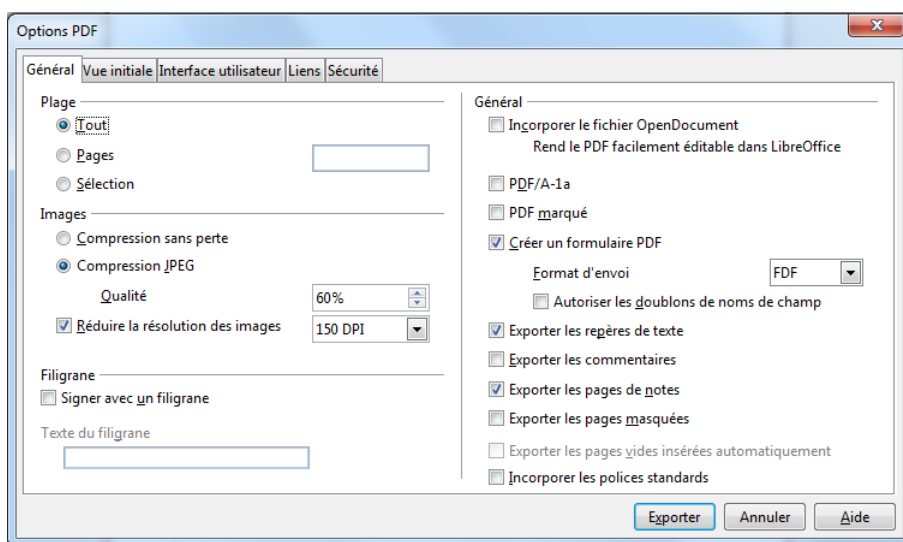 Options PDF
Général
Vue initiale
Interface utilisateur
Liens
Sécurité
Plage
Tout
Pages
Sélection
Images
Compression sans perte
Compression JPEG
Qualité
60%
Réduire la résolution des images
150 DPI
Filigrane
Signer avec un filigrane
Texte du filigrane
Général
Incorporer le fichier OpenDocument
Rend le PDF facilement éditable dans LibreOffice
PDF/A-1a
PDF marqué
Créer un formulaire PDF
Format d'envoi
FDF
Autoriser les doublons de noms de champ
Exporter les repères de texte
Exporter les commentaires
Exporter les pages de notes
Exporter les pages masquées
Exporter les pages vides insérées automatiquement
Incorporer les polices standards
Exporter
Annuler
Aide